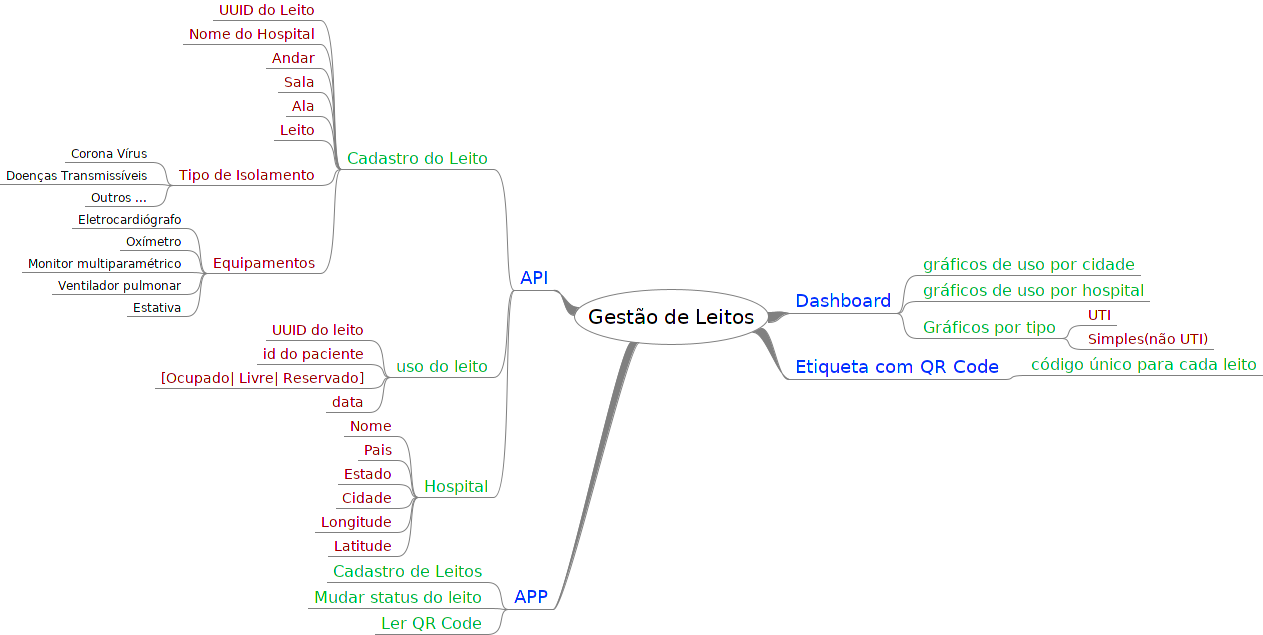 Gestão de Leitos
API
Cadastro do Leito
UUID do Leito
Nome do Hospital
Andar
Sala
Ala
Leito
Tipo de Isolamento
Corona Vírus
Doenças Transmissíveis
Outros ...
Equipamentos
Eletrocardiógrafo
Oxímetro
Monitor multiparamétrico
Ventilador pulmonar
Estativa
uso do leito
UUID do leito
id do paciente
[Ocupado| Livre| Reservado]
data
Hospital
Nome
Pais
Estado
Cidade
Longitude
Latitude
APP
Cadastro de Leitos
Mudar status do leito
Ler QR Code
Dashboard
gráficos de uso por cidade
gráficos de uso por hospital
Gráficos por tipo
UTI
Simples(não UTI)
Etiqueta com QR Code
código único para cada leito